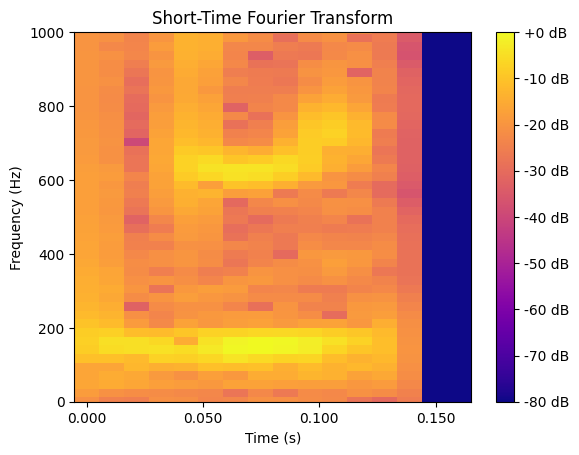 Short-Time Fourier Transform
1000
800
600
400
200
0
Frequency (Hz)
0.000
0.050
0.100
0.150
Time (s)
+0 dB
-10 dB
-20 dB
-30 dB
-40 dB
-50 dB
-60 dB
-70 dB
-80 dB